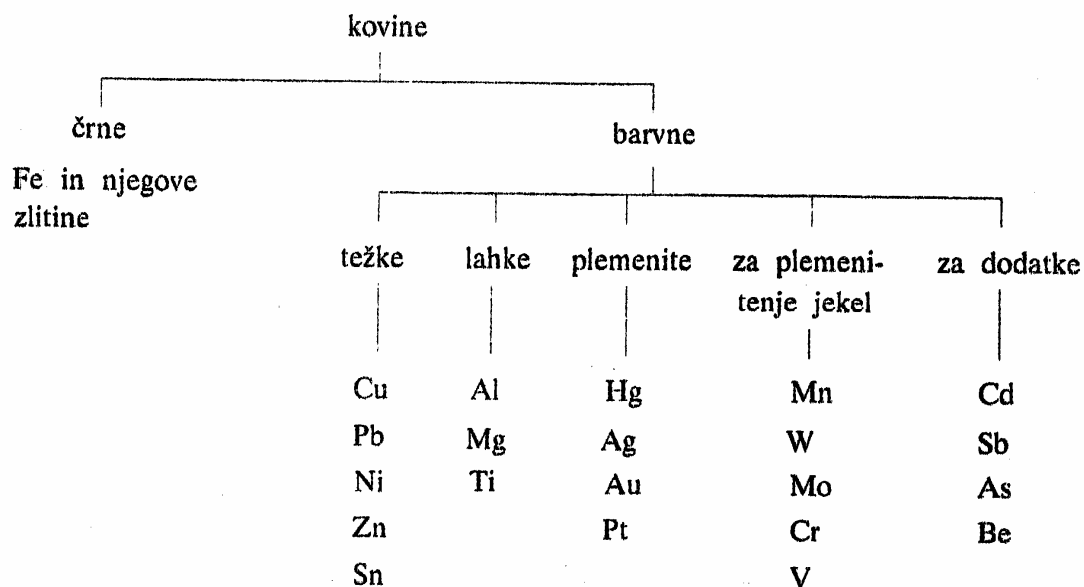 kovine
črne barvne
Fe in njegove
zlitine
težke lahke plemenite za plemeni- za dodatke
tenje jekel
Cu Al Hg Mn Cd
Pb Mg Ag W Sb
Ni Ti Au Mo As
Zn Pt Cr Be
Sn V